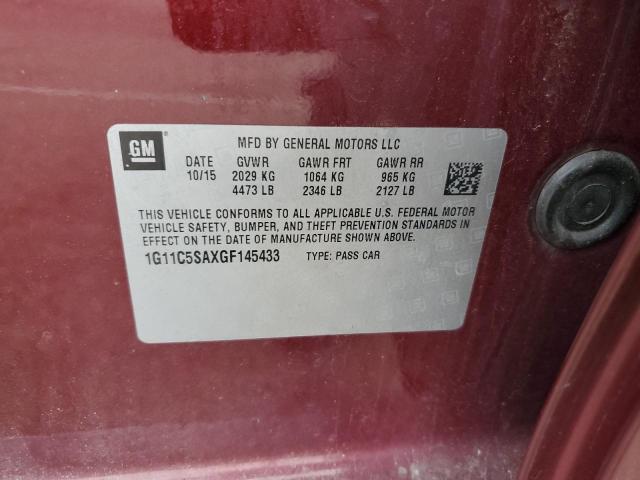 GM
MFD BY GENERAL MOTORS LLC
DATE GVWR GAWR FRT GAWR RR
10/15 2029 KG 1064 KG 965 KG
4473 LB 2346 LB 2127 LB
THIS VEHICLE CONFORMS TO ALL APPLICABLE U.S. FEDERAL MOTOR
VEHICLE SAFETY, BUMPER, AND THEFT PREVENTION STANDARDS IN
EFFECT ON THE DATE OF MANUFACTURE SHOWN ABOVE.
1G11C5SAXGF145433 TYPE: PASS CAR